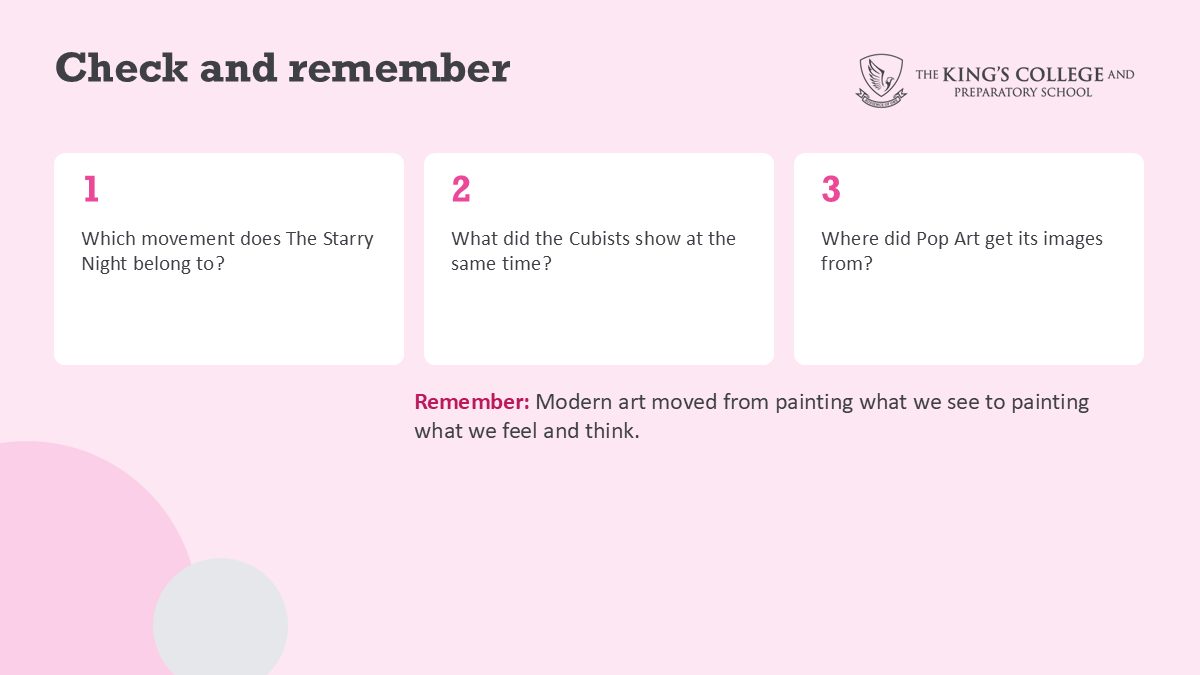 Check and remember
THE KING'S COLLEGE AND
PREPARATORY SCHOOL
1
Which movement does The Starry
Night belong to?
2
What did the Cubists show at the
same time?
3
Where did Pop Art get its images
from?
Remember: Modern art moved from painting what we see to painting
what we feel and think.